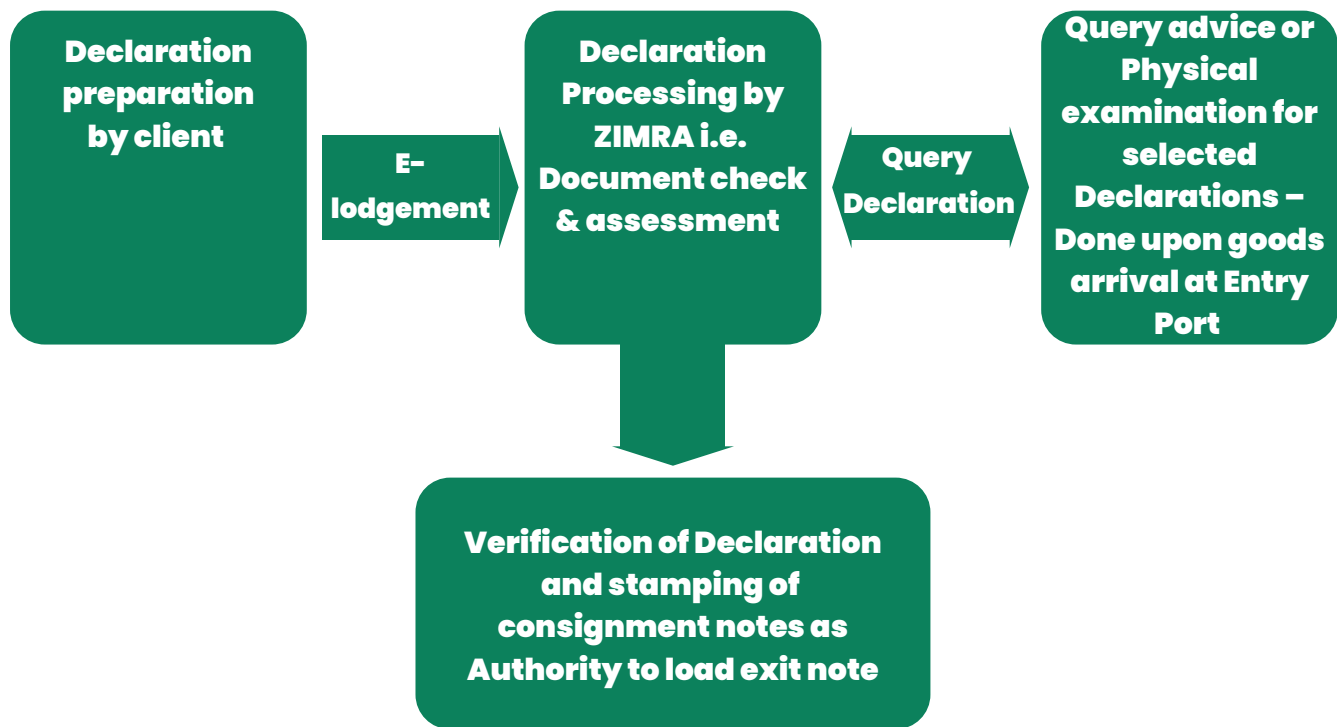 Declaration
preparation
by client
E-
lodgement
Declaration
Processing by
ZIMRA i.e.
Document check
& assessment
Query
Declaration
Query advice or
Physical
examination for
selected
Declarations –
Done upon goods
arrival at Entry
Port
Verification of Declaration
and stamping of
consignment notes as
Authority to load exit note